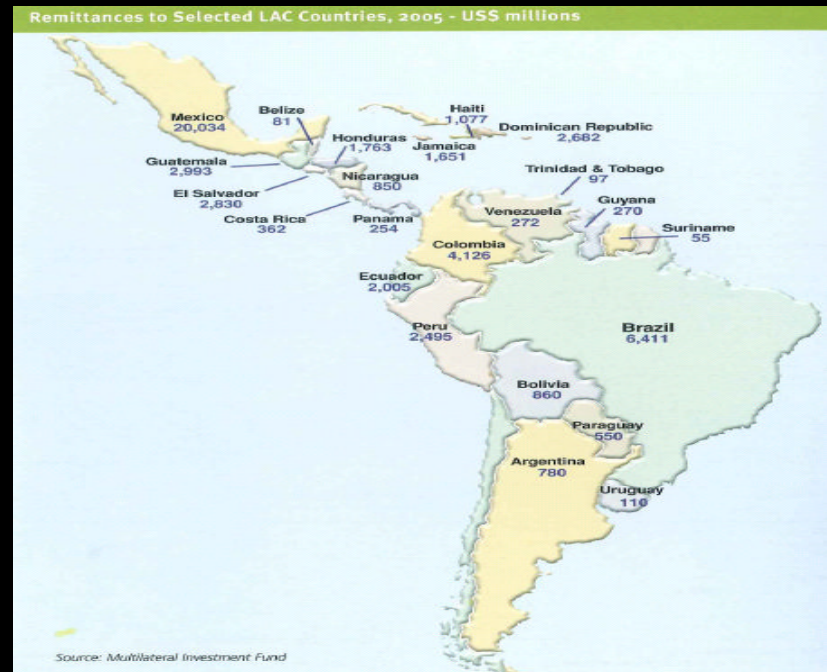 Remittances to Selected LAC Countries, 2005 - US$ millions
Mexico
20,034
Belize
81
Haiti
1,077
Dominican Republic
2,682
Honduras
1,763
Jamaica
1,651
Guatemala
2,993
Nicaragua
850
Trinidad & Tobago
97
El Salvador
2,830
Guyana
270
Costa Rica
362
Panama
254
Venezuela
272
Suriname
55
Colombia
4,126
Ecuador
2,005
Peru
2,495
Brazil
6,411
Bolivia
860
Paraguay
550
Argentina
780
Uruguay
110
Source: Multilateral Investment Fund